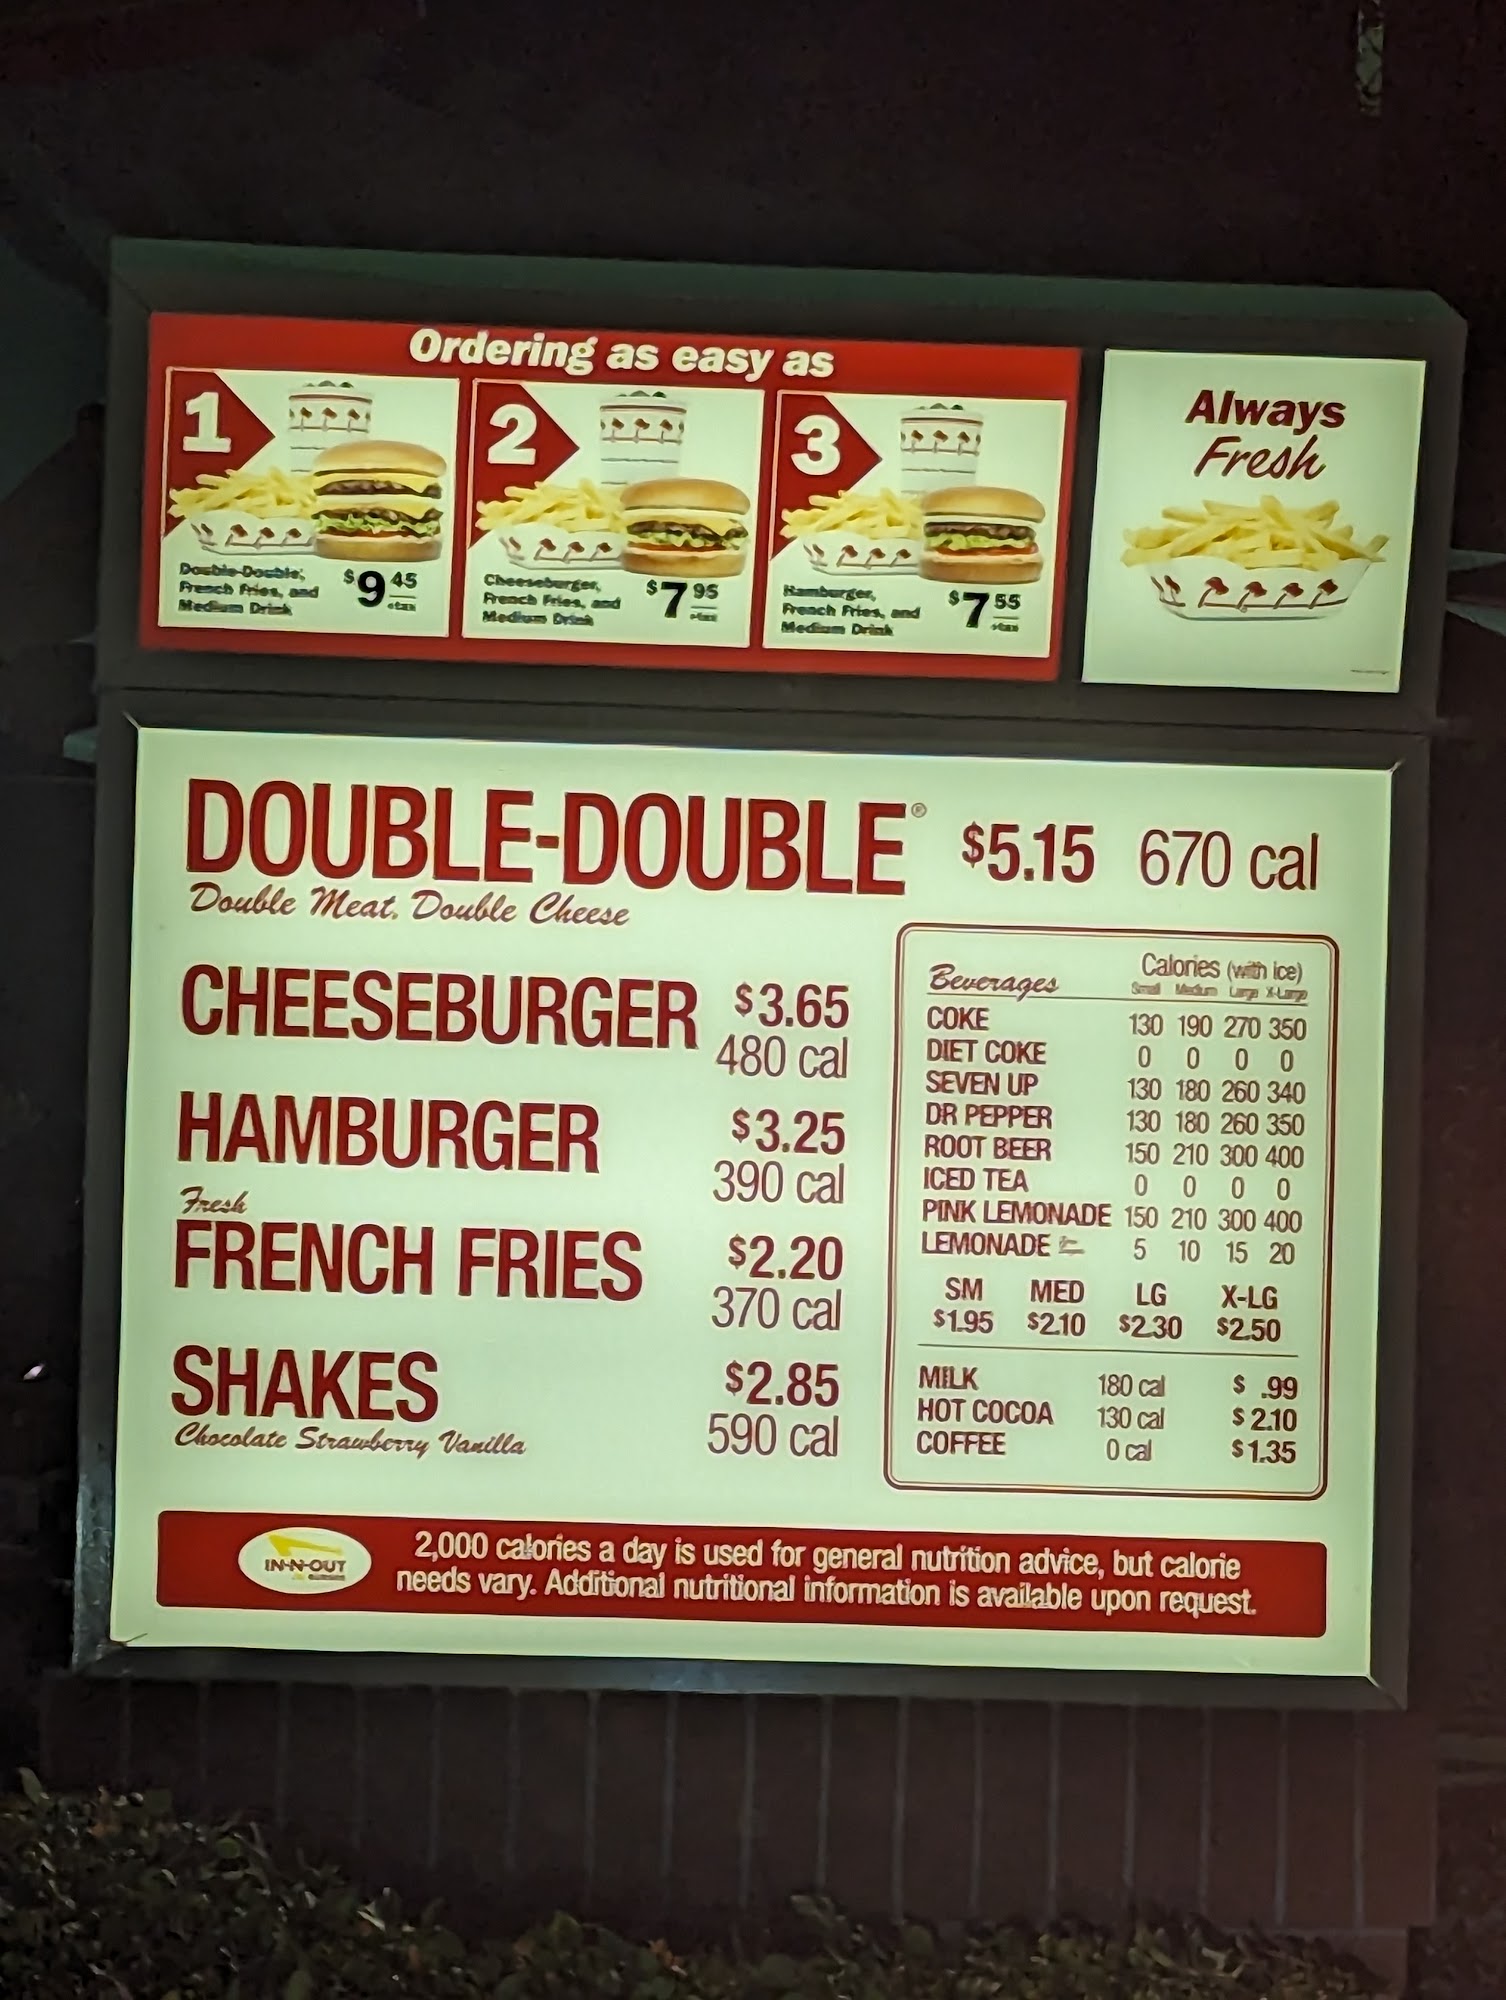 Ordering as easy as
1
Double-Double,
French Fries, and
Medium Drink
$9 45
+tax
2
Cheeseburger,
French Fries, and
Medium Drink
$7 95
+tax
3
Hamburger,
French Fries, and
Medium Drink
$7 55
+tax
Always
Fresh
DOUBLE-DOUBLE® $5.15 670 cal
Double Meat. Double Cheese
CHEESEBURGER $3.65
480 cal
HAMBURGER $3.25
390 cal
Fresh
FRENCH FRIES $2.20
370 cal
SHAKES $2.85
Chocolate Strawberry Vanilla 590 cal
Beverages Calories (with ice)
Small Medium Large X-Large
COKE 130 190 270 350
DIET COKE 0 0 0 0
SEVEN UP 130 180 260 340
DR PEPPER 130 180 260 350
ROOT BEER 150 210 300 400
ICED TEA 0 0 0 0
PINK LEMONADE 150 210 300 400
LEMONADE 5 10 15 20
SM MED LG X-LG
$1.95 $2.10 $2.30 $2.50
MILK 180 cal $ .99
HOT COCOA 130 cal $2.10
COFFEE 0 cal $1.35
IN-N-OUT
2,000 calories a day is used for general nutrition advice, but calorie
needs vary. Additional nutritional information is available upon request.